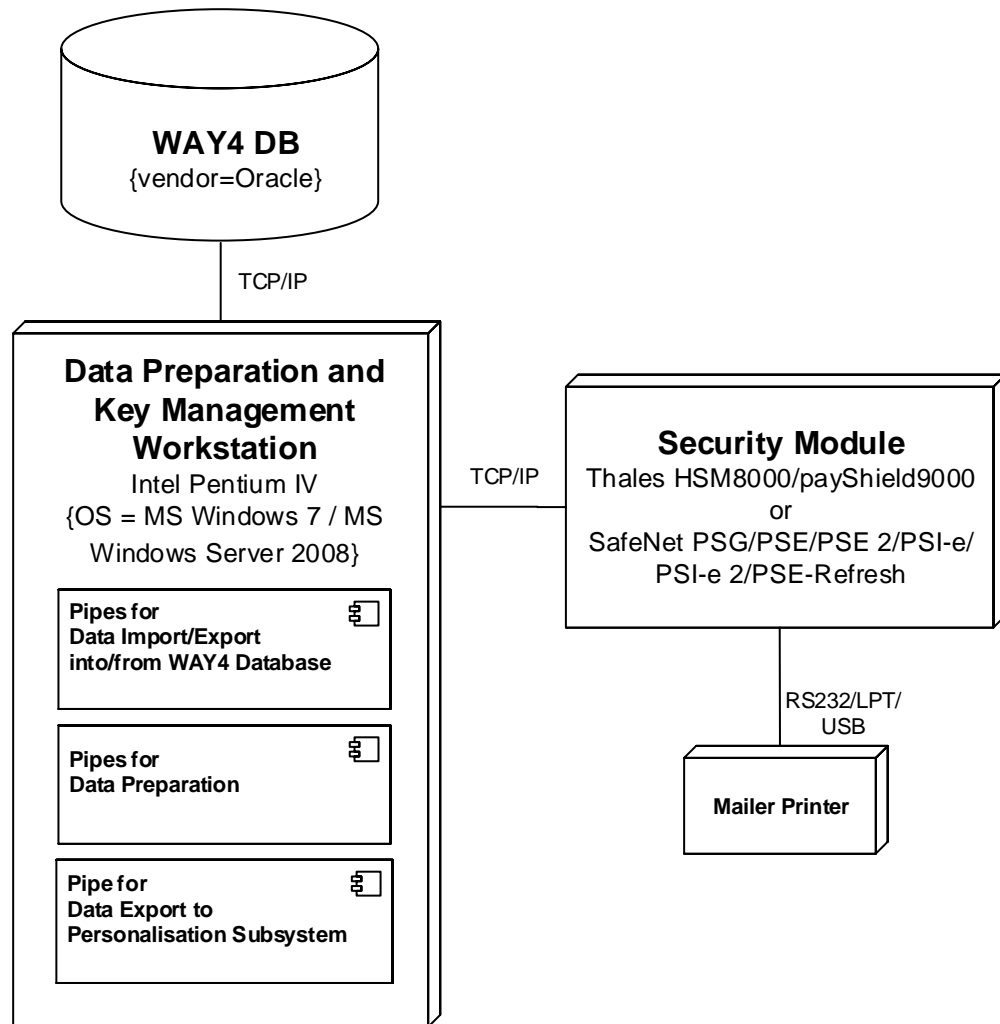 WAY4 DB
{vendor=Oracle}
TCP/IP
Data Preparation and
Key Management
Workstation
Intel Pentium IV
{OS = MS Windows 7 / MS
Windows Server 2008}
Pipes for
Data Import/Export
into/from WAY4 Database
Pipes for
Data Preparation
Pipe for
Data Export to
Personalisation Subsystem
TCP/IP
Security Module
Thales HSM8000/payShield9000
or
SafeNet PSG/PSE/PSE 2/PSI-e/
PSI-e 2/PSE-Refresh
RS232/LPT/
USB
Mailer Printer